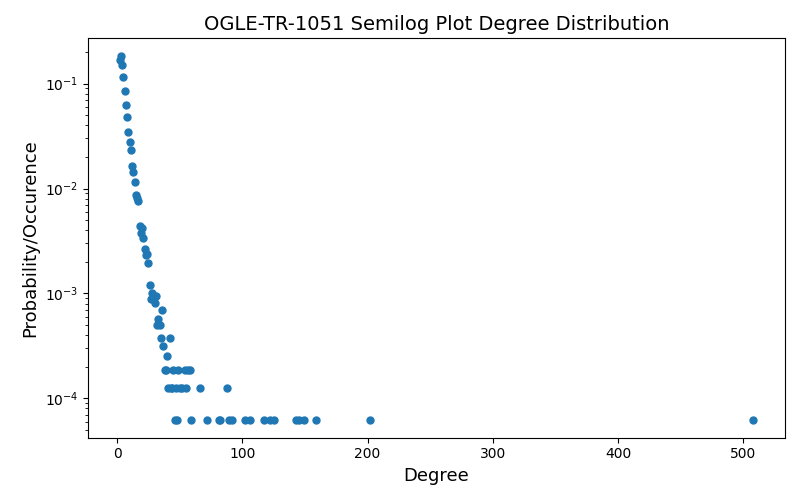 OGLE-TR-1051 Semilog Plot Degree Distribution
Probability/Occurence
10⁻¹
10⁻²
10⁻³
10⁻⁴
0 100 200 300 400 500
Degree